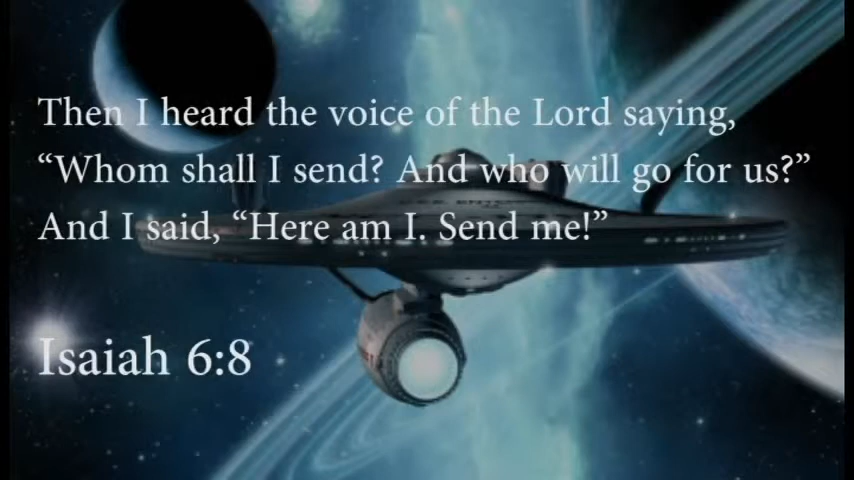 Then I heard the voice of the Lord saying,
“Whom shall I send? And who will go for us?”
And I said, “Here am I. Send me!”
Isaiah 6:8